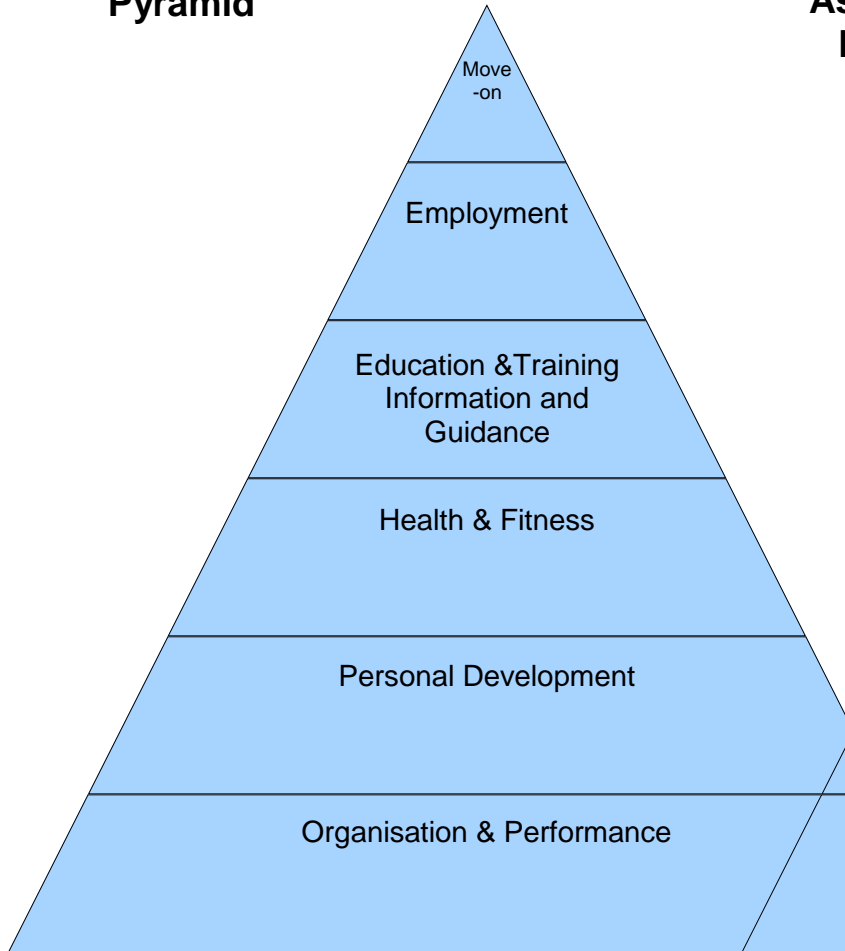 Pyramid
Move
-on
Employment
Education &Training
Information and
Guidance
Health & Fitness
Personal Development
Organisation & Performance